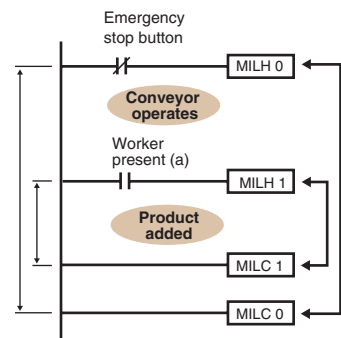 Emergency
stop button
MILH 0
Conveyor
operates
Worker
present (a)
MILH 1
Product
added
MILC 1
MILC 0